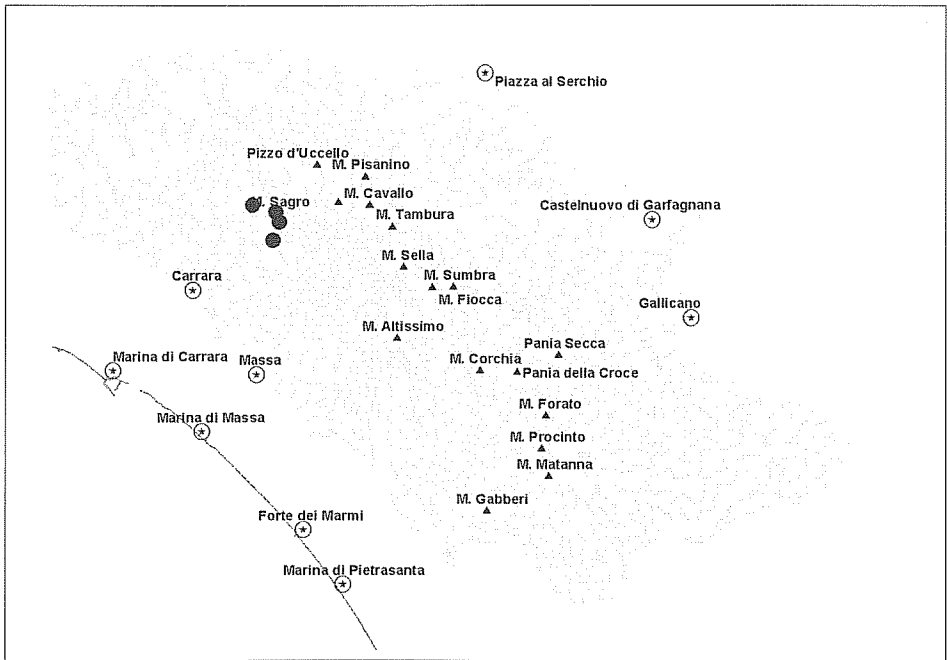 Piazza al Serchio
Pizzo d'Uccello
M. Pisanino
M. Cavallo
Sagro
Castelnuovo di Garfagnana
M. Tambura
M. Sella
M. Sumbra
Carrara
M. Fiocca
Gallicano
M. Altissimo
Pania Secca
Marina di Carrara
Massa
M. Corchia
Pania della Croce
M. Forato
Marina di Massa
M. Procinto
M. Matanna
M. Gabberi
Forte dei Marmi
Marina di Pietrasanta